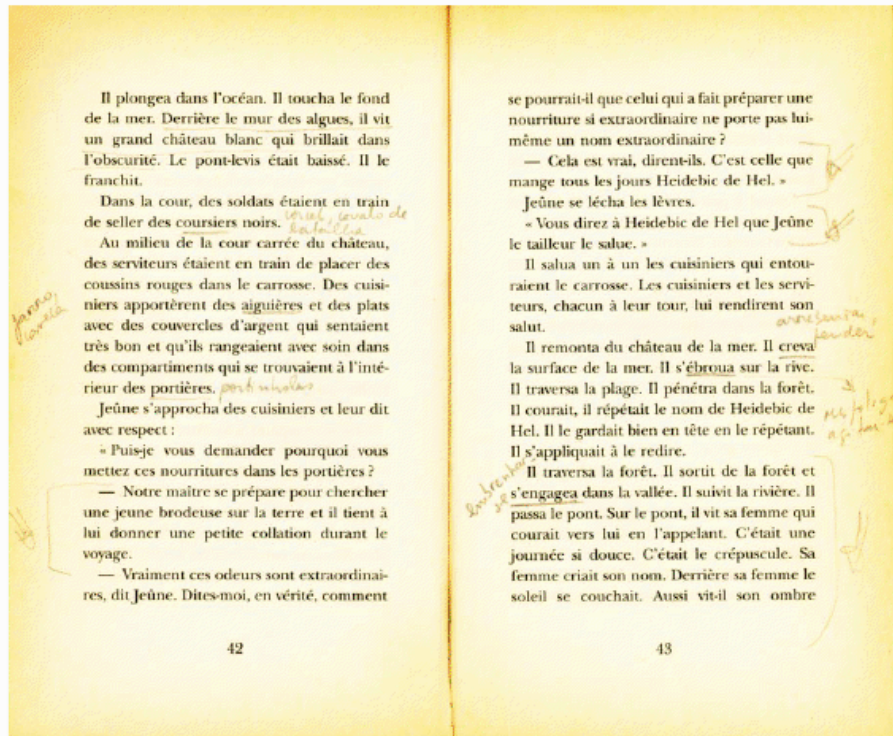 Il plongea dans l'océan. Il toucha le fond
de la mer. Derrière le mur des algues, il vit
un grand château blanc qui brillait dans
l'obscurité. Le pont-levis était baissé. Il le
franchit.
Dans la cour, des soldats étaient en train
de seller des coursiers noirs. corcel, cavalo de
batalha
Au milieu de la cour carrée du château,
des serviteurs étaient en train de placer des
coussins rouges dans le carrosse. Des cuisi-
jarro,
niers apportèrent des aiguières et des plats
avec des couvercles d'argent qui sentaient
très bon et qu'ils rangeaient avec soin dans
des compartiments qui se trouvaient à l'inté-
rieur des portières. portinholas
Jeûne s'approcha des cuisiniers et leur dit
avec respect :
« Puis-je vous demander pourquoi vous
mettez ces nourritures dans les portières ?
— Notre maître se prépare pour chercher
une jeune brodeuse sur la terre et il tient à
lui donner une petite collation durant le
voyage.
— Vraiment ces odeurs sont extraordinai-
res, dit Jeûne. Dites-moi, en vérité, comment
42
se pourrait-il que celui qui a fait préparer une
nourriture si extraordinaire ne porte pas lui-
même un nom extraordinaire ?
— Cela est vrai, dirent-ils. C'est celle que
mange tous les jours Heidebic de Hel. »
Jeûne se lécha les lèvres.
« Vous direz à Heidebic de Hel que Jeûne
le tailleur le salue. »
Il salua un à un les cuisiniers qui entou-
raient le carrosse. Les cuisiniers et les servi-
teurs, chacun à leur tour, lui rendirent son
salut.
arrebentar,
fender
Il remonta du château de la mer. Il creva
la surface de la mer. Il s'ébroua sur la rive.
Il traversa la plage. Il pénétra dans la forêt.
Il courait, il répétait le nom de Heidebic de
Hel. Il le gardait bien en tête en le répétant.
Il s'appliquait à le redire.
embrenhar
se
Il traversa la forêt. Il sortit de la forêt et
s'engagea dans la vallée. Il suivit la rivière. Il
passa le pont. Sur le pont, il vit sa femme qui
courait vers lui en l'appelant. C'était une
journée si douce. C'était le crépuscule. Sa
femme criait son nom. Derrière sa femme le
soleil se couchait. Aussi vit-il son ombre
43